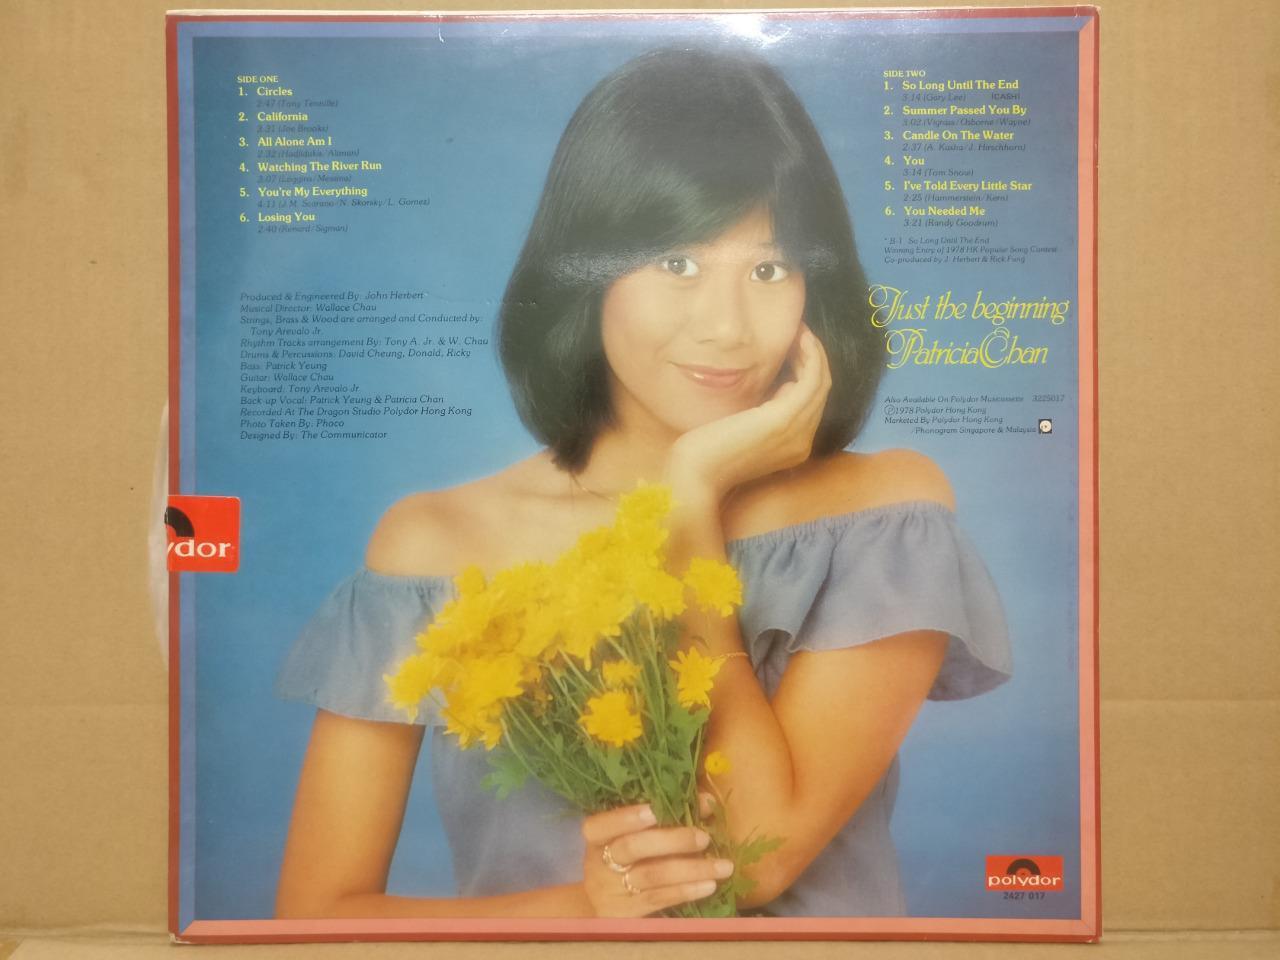 SIDE ONE
1. Circles
2:47 (Tony Tennille)
2. California
3:31 (Joe Brooks)
3. All Alone Am I
2:32 (Hadjidakis/Altman)
4. Watching The River Run
3:07 (Loggins/Messina)
5. You're My Everything
4:11 (J.M. Scarano/N. Skorsky/L. Gomez)
6. Losing You
2:40 (Renard/Sigman)
Produced & Engineered By: John Herbert
Musical Director: Wallace Chau
Strings, Brass & Wood are arranged and Conducted by:
Tony Arevalo Jr.
Rhythm Tracks arrangement By: Tony A. Jr. & W. Chau
Drums & Percussions: David Cheung, Donald, Ricky
Bass: Patrick Yeung
Guitar: Wallace Chau
Keyboard: Tony Arevalo Jr.
Back-up Vocal: Patrick Yeung & Patricia Chan
Recorded At The Dragon Studio Polydor Hong Kong
Photo Taken By: Phoco
Designed By: The Communicator
ydor
SIDE TWO
1. So Long Until The End
3:14 (Gary Lee) (CASH)
2. Summer Passed You By
3:02 (Vigrass/Osborne/Wayne)
3. Candle On The Water
2:37 (A. Kasha/J. Hirschhorn)
4. You
3:14 (Tom Snow)
5. I've Told Every Little Star
2:25 (Hammerstein/Kern)
6. You Needed Me
3:21 (Randy Goodrum)
* B-1 So Long Until The End
Winning Entry of 1978 HK Popular Song Contest
Co-produced by J. Herbert & Rick Fung
Just the beginning
Patricia Chan
Also Available On Polydor Musicassette 3225017
Ⓟ1978 Polydor Hong Kong
Marketed By Polydor Hong Kong
/Phonogram Singapore & Malaysia
polydor
2427 017